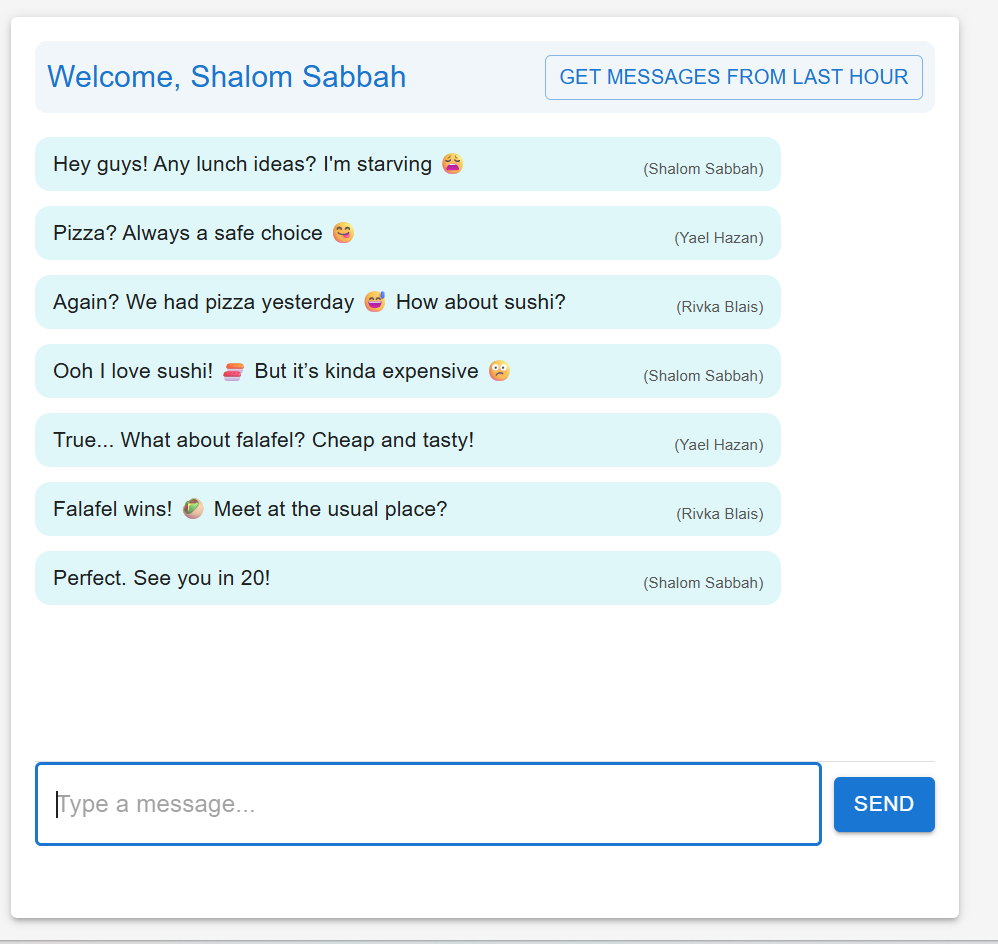 Welcome, Shalom Sabbah
GET MESSAGES FROM LAST HOUR
Hey guys! Any lunch ideas? I'm starving 😩 (Shalom Sabbah)
Pizza? Always a safe choice 😋 (Yael Hazan)
Again? We had pizza yesterday 😅 How about sushi? (Rivka Blais)
Ooh I love sushi! 🍣 But it’s kinda expensive 😕 (Shalom Sabbah)
True... What about falafel? Cheap and tasty! (Yael Hazan)
Falafel wins! 🥙 Meet at the usual place? (Rivka Blais)
Perfect. See you in 20! (Shalom Sabbah)
Type a message...
SEND